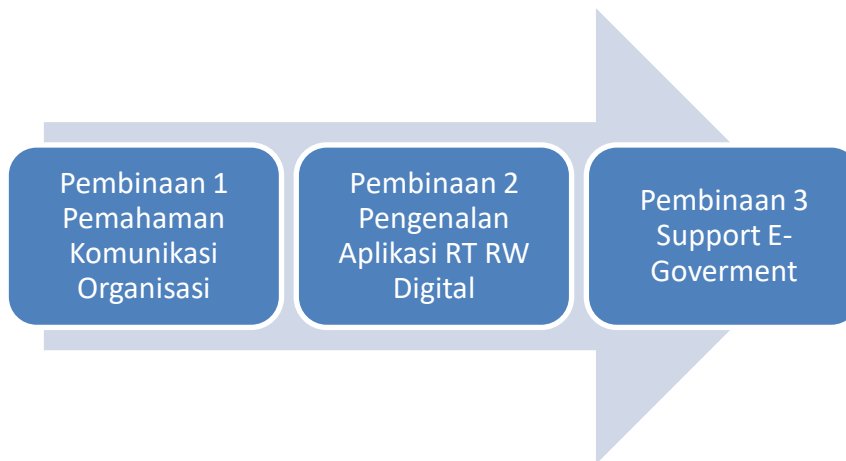 Pembinaan 1
Pemahaman
Komunikasi
Organisasi
Pembinaan 2
Pengenalan
Aplikasi RT RW
Digital
Pembinaan 3
Support E-
Goverment